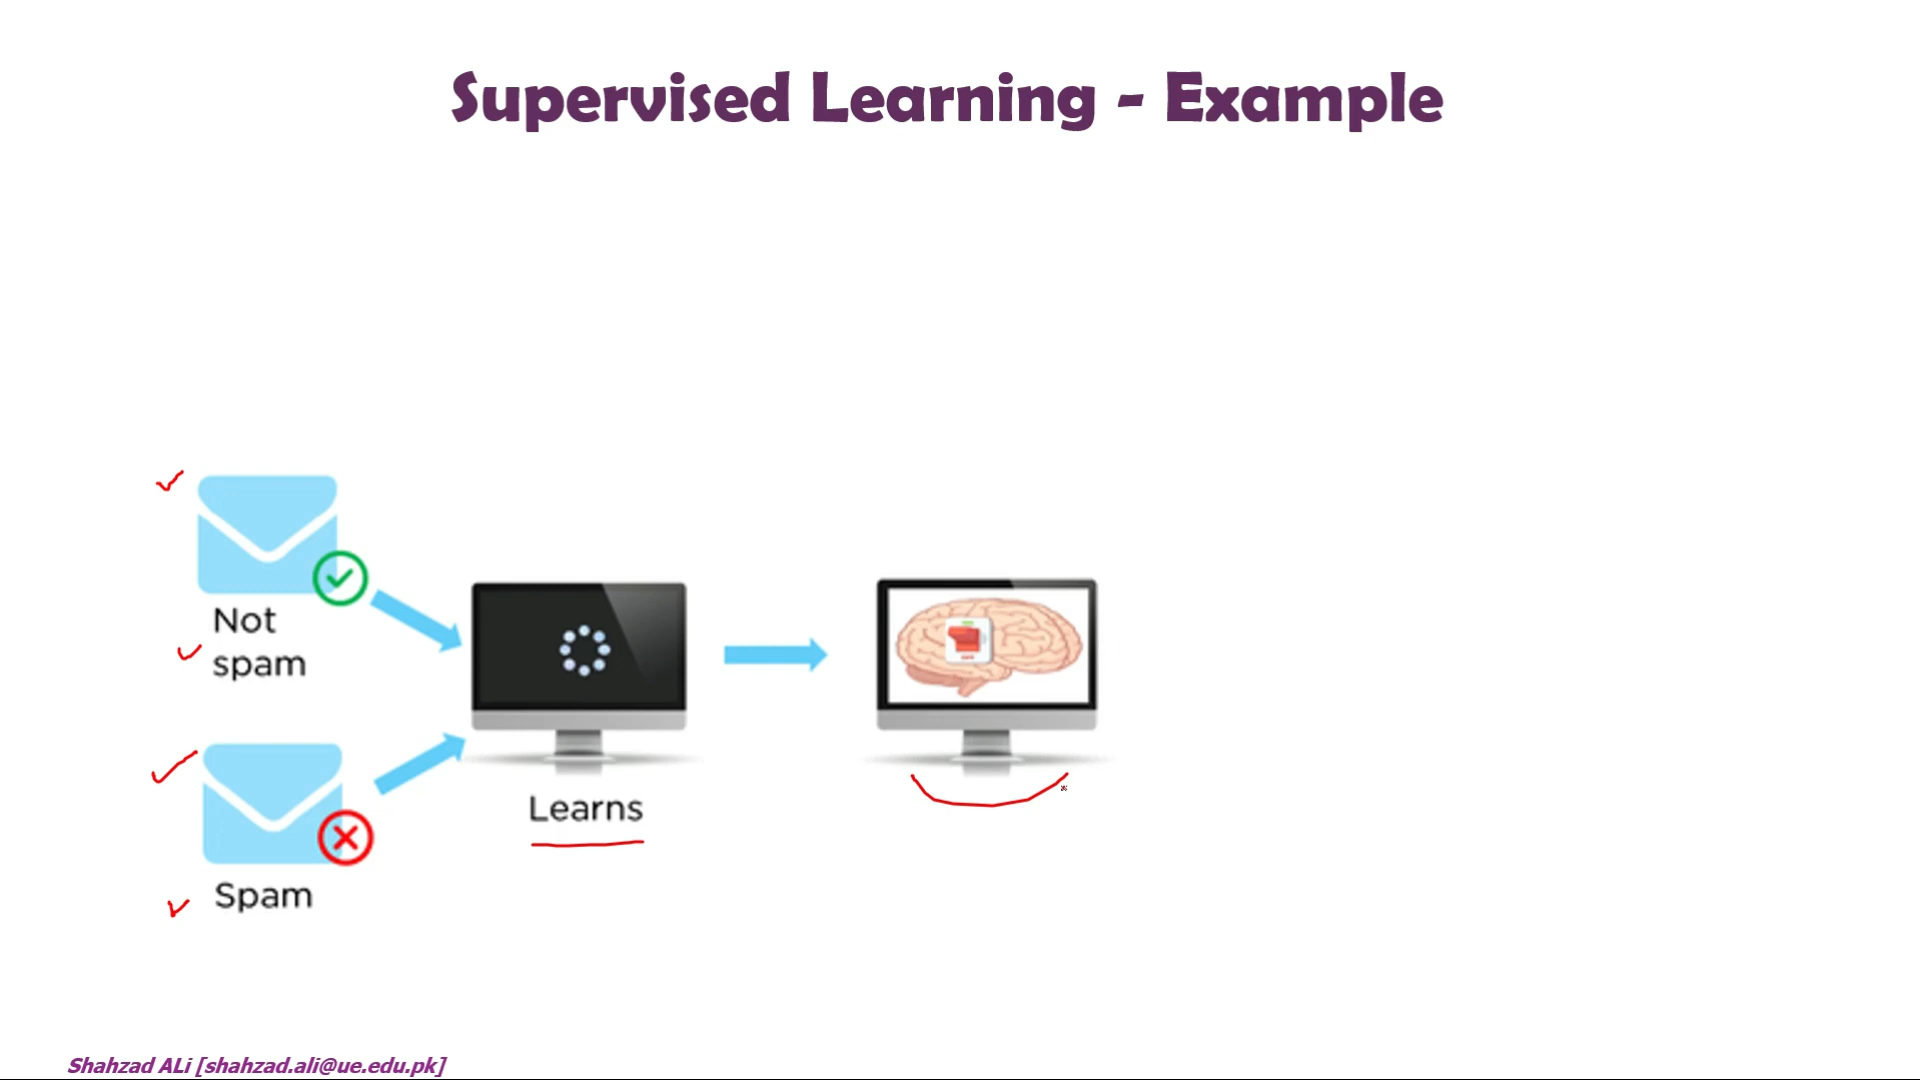 Supervised Learning - Example
Not
spam
Learns
Spam
Shahzad ALi [shahzad.ali@ue.edu.pk]